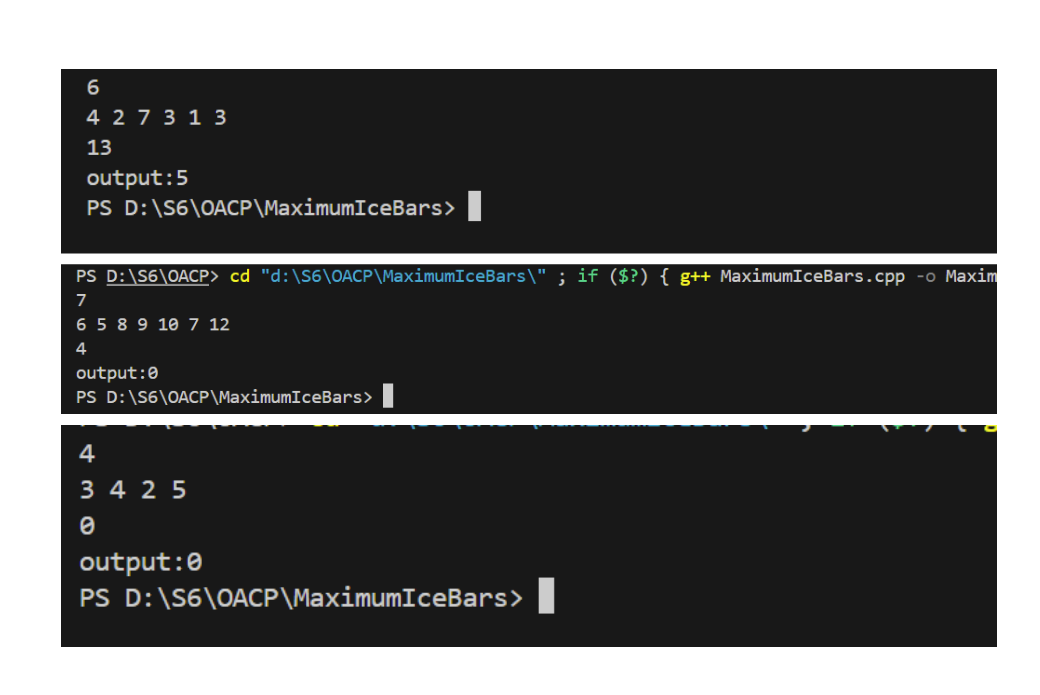 6
4 2 7 3 1 3
13
output:5
PS D:\S6\OACP\MaximumIceBars>
PS D:\S6\OACP> cd "d:\S6\OACP\MaximumIceBars\" ; if ($?) { g++ MaximumIceBars.cpp -o Maxim
7
6 5 8 9 10 7 12
4
output:0
PS D:\S6\OACP\MaximumIceBars>
4
3 4 2 5
0
output:0
PS D:\S6\OACP\MaximumIceBars>